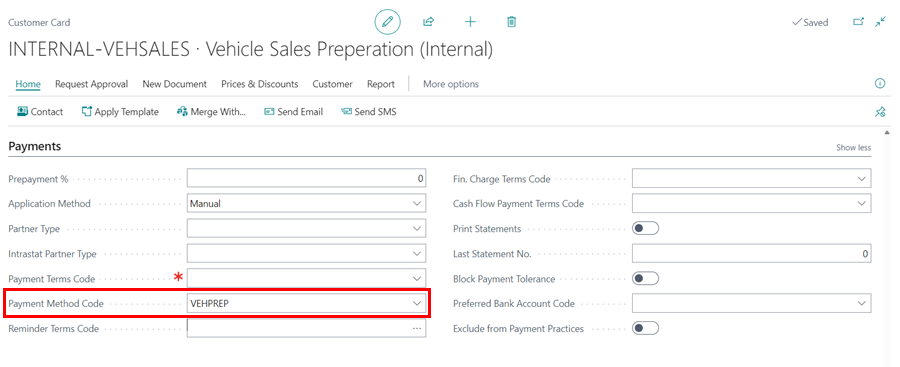 Customer Card
Saved
INTERNAL-VEHSALES · Vehicle Sales Preperation (Internal)
Home Request Approval New Document Prices & Discounts Customer Report More options
Contact Apply Template Merge With... Send Email Send SMS
Payments Show less
Prepayment % 0 Fin. Charge Terms Code
Application Method Manual Cash Flow Payment Terms Code
Partner Type Print Statements
Intrastat Partner Type Last Statement No. 0
Payment Terms Code * Block Payment Tolerance
Payment Method Code VEHPREP Preferred Bank Account Code
Reminder Terms Code ... Exclude from Payment Practices